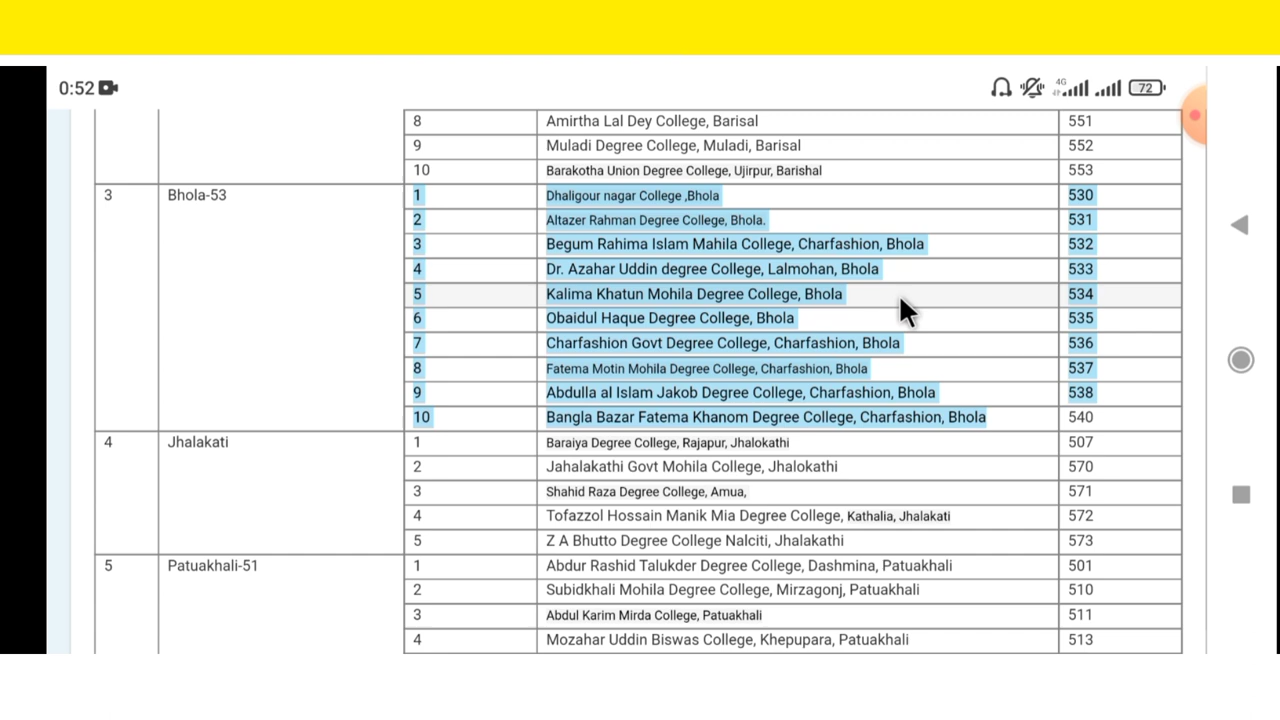 0:52
4G
72
8 Amirtha Lal Dey College, Barisal 551
9 Muladi Degree College, Muladi, Barisal 552
10 Barakotha Union Degree College, Ujirpur, Barishal 553
3 Bhola-53 1 Dhaligour nagar College ,Bhola 530
2 Altazer Rahman Degree College, Bhola. 531
3 Begum Rahima Islam Mahila College, Charfashion, Bhola 532
4 Dr. Azahar Uddin degree College, Lalmohan, Bhola 533
5 Kalima Khatun Mohila Degree College, Bhola 534
6 Obaidul Haque Degree College, Bhola 535
7 Charfashion Govt Degree College, Charfashion, Bhola 536
8 Fatema Motin Mohila Degree College, Charfashion, Bhola 537
9 Abdulla al Islam Jakob Degree College, Charfashion, Bhola 538
10 Bangla Bazar Fatema Khanom Degree College, Charfashion, Bhola 540
4 Jhalakati 1 Baraiya Degree College, Rajapur, Jhalokathi 507
2 Jahalakathi Govt Mohila College, Jhalokathi 570
3 Shahid Raza Degree College, Amua, 571
4 Tofazzol Hossain Manik Mia Degree College, Kathalia, Jhalakati 572
5 Z A Bhutto Degree College Nalciti, Jhalakathi 573
5 Patuakhali-51 1 Abdur Rashid Talukder Degree College, Dashmina, Patuakhali 501
2 Subidkhali Mohila Degree College, Mirzagonj, Patuakhali 510
3 Abdul Karim Mirda College, Patuakhali 511
4 Mozahar Uddin Biswas College, Khepupara, Patuakhali 513